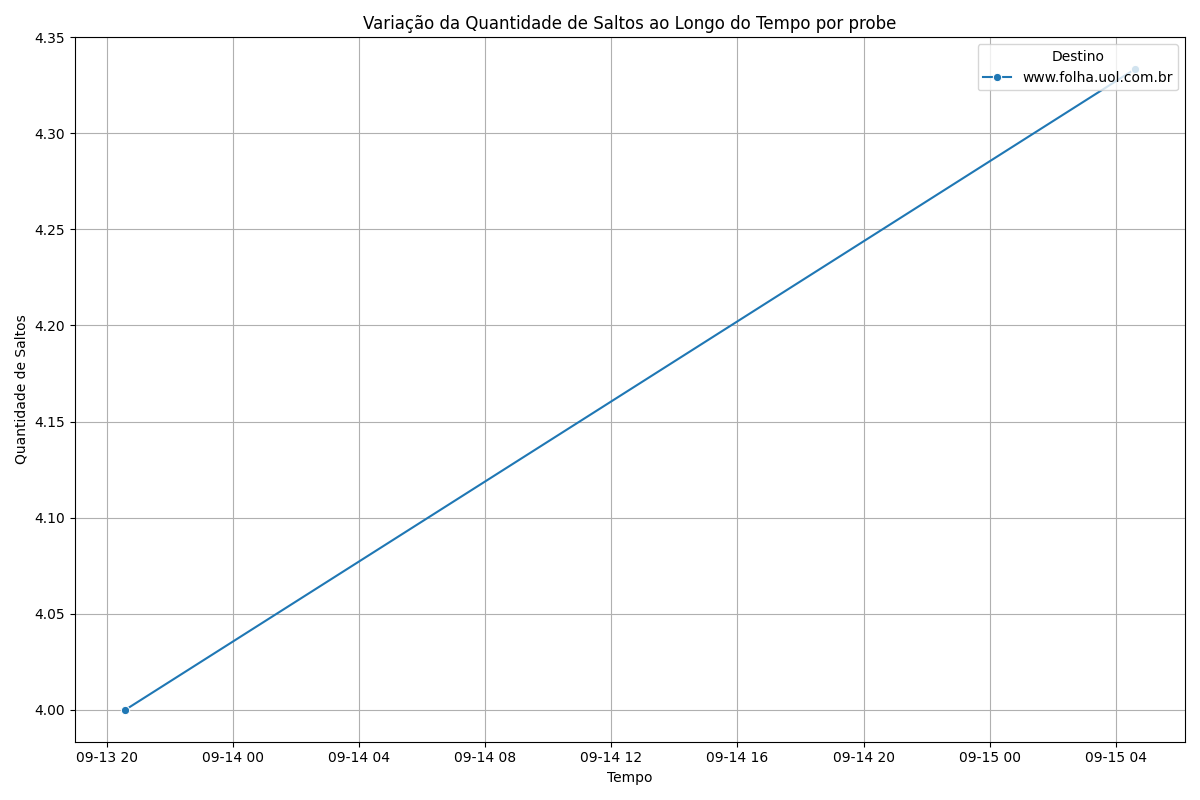 Variação da Quantidade de Saltos ao Longo do Tempo por probe
Destino
www.folha.uol.com.br
Quantidade de Saltos
4.35
4.30
4.25
4.20
4.15
4.10
4.05
4.00
09-13 20 09-14 00 09-14 04 09-14 08 09-14 12 09-14 16 09-14 20 09-15 00 09-15 04
Tempo